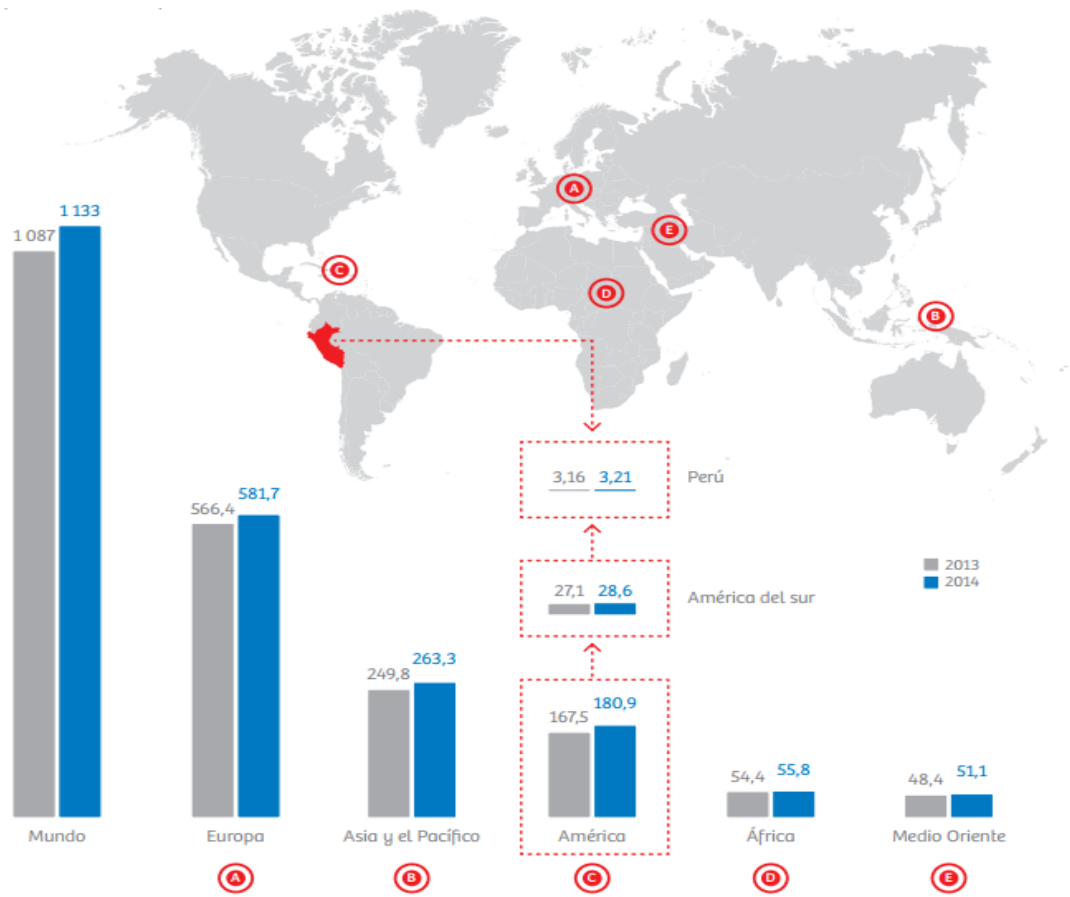 A
E
C
D
B
1 087
1 133
566,4
581,7
249,8
263,3
3,16
3,21
Perú
27,1
28,6
América del sur
2013
2014
167,5
180,9
54,4
55,8
48,4
51,1
Mundo
Europa
Asia y el Pacífico
América
África
Medio Oriente
A
B
C
D
E